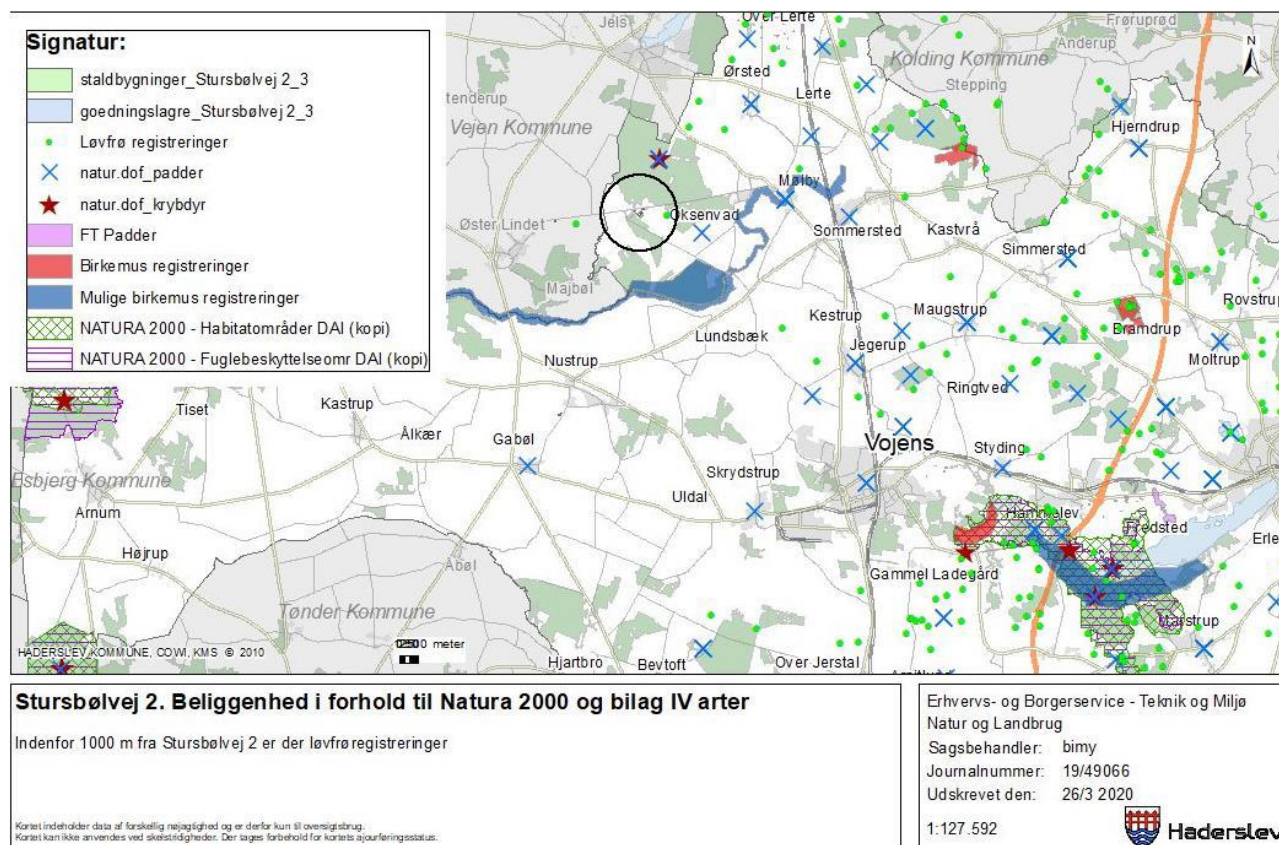 Signatur:
staldbygninger_Stursbølvej 2_3
goedningslagre_Stursbølvej 2_3
Løvfrø registreringer
natur.dof_padder
natur.dof_krybdyr
FT Padder
Birkemus registreringer
Mulige birkemus registreringer
NATURA 2000 - Habitatområder DAI (kopi)
NATURA 2000 - Fuglebeskyttelseomr DAI (kopi)
Jels
Over Lerte
Frøruprød
Anderup
N
Kolding Kommune
Stepping
Ørsted
Lerte
Vejen Kommune
Hjerndrup
Mølby
Øster Lindet
Oksenvad
Sommersted
Kastvrå
Simmersted
Majbøl
Rovstrup
Kestrup
Maugstrup
Bramdrup
Lundsbæk
Jegerup
Moltrup
Nustrup
Ringtved
Tiset
Kastrup
Ålkær
Gabøl
Vojens
Styding
Skrydstrup
Esbjerg Kommune
Uldal
Arnum
Hammelev
Fredsted
Højrup
Erle
Abøl
Gammel Ladegård
Tønder Kommune
Marstrup
meter
HADERSLEV KOMMUNE, COWI, KMS © 2010
Hjartbro
Bevtoft
Over Jerstal
Stursbølvej 2. Beliggenhed i forhold til Natura 2000 og bilag IV arter
Indenfor 1000 m fra Stursbølvej 2 er der løvfrøregistreringer
Kortet indeholder data af forskellig nøjagtighed og er derfor kun til oversigtsbrug.
Kortet kan ikke anvendes ved skelstridigheder. Der tages forbehold for kortets ajourføringsstatus.
Erhvervs- og Borgerservice - Teknik og Miljø
Natur og Landbrug
Sagsbehandler: bimy
Journalnummer: 19/49066
Udskrevet den: 26/3 2020
1:127.592
Haderslev